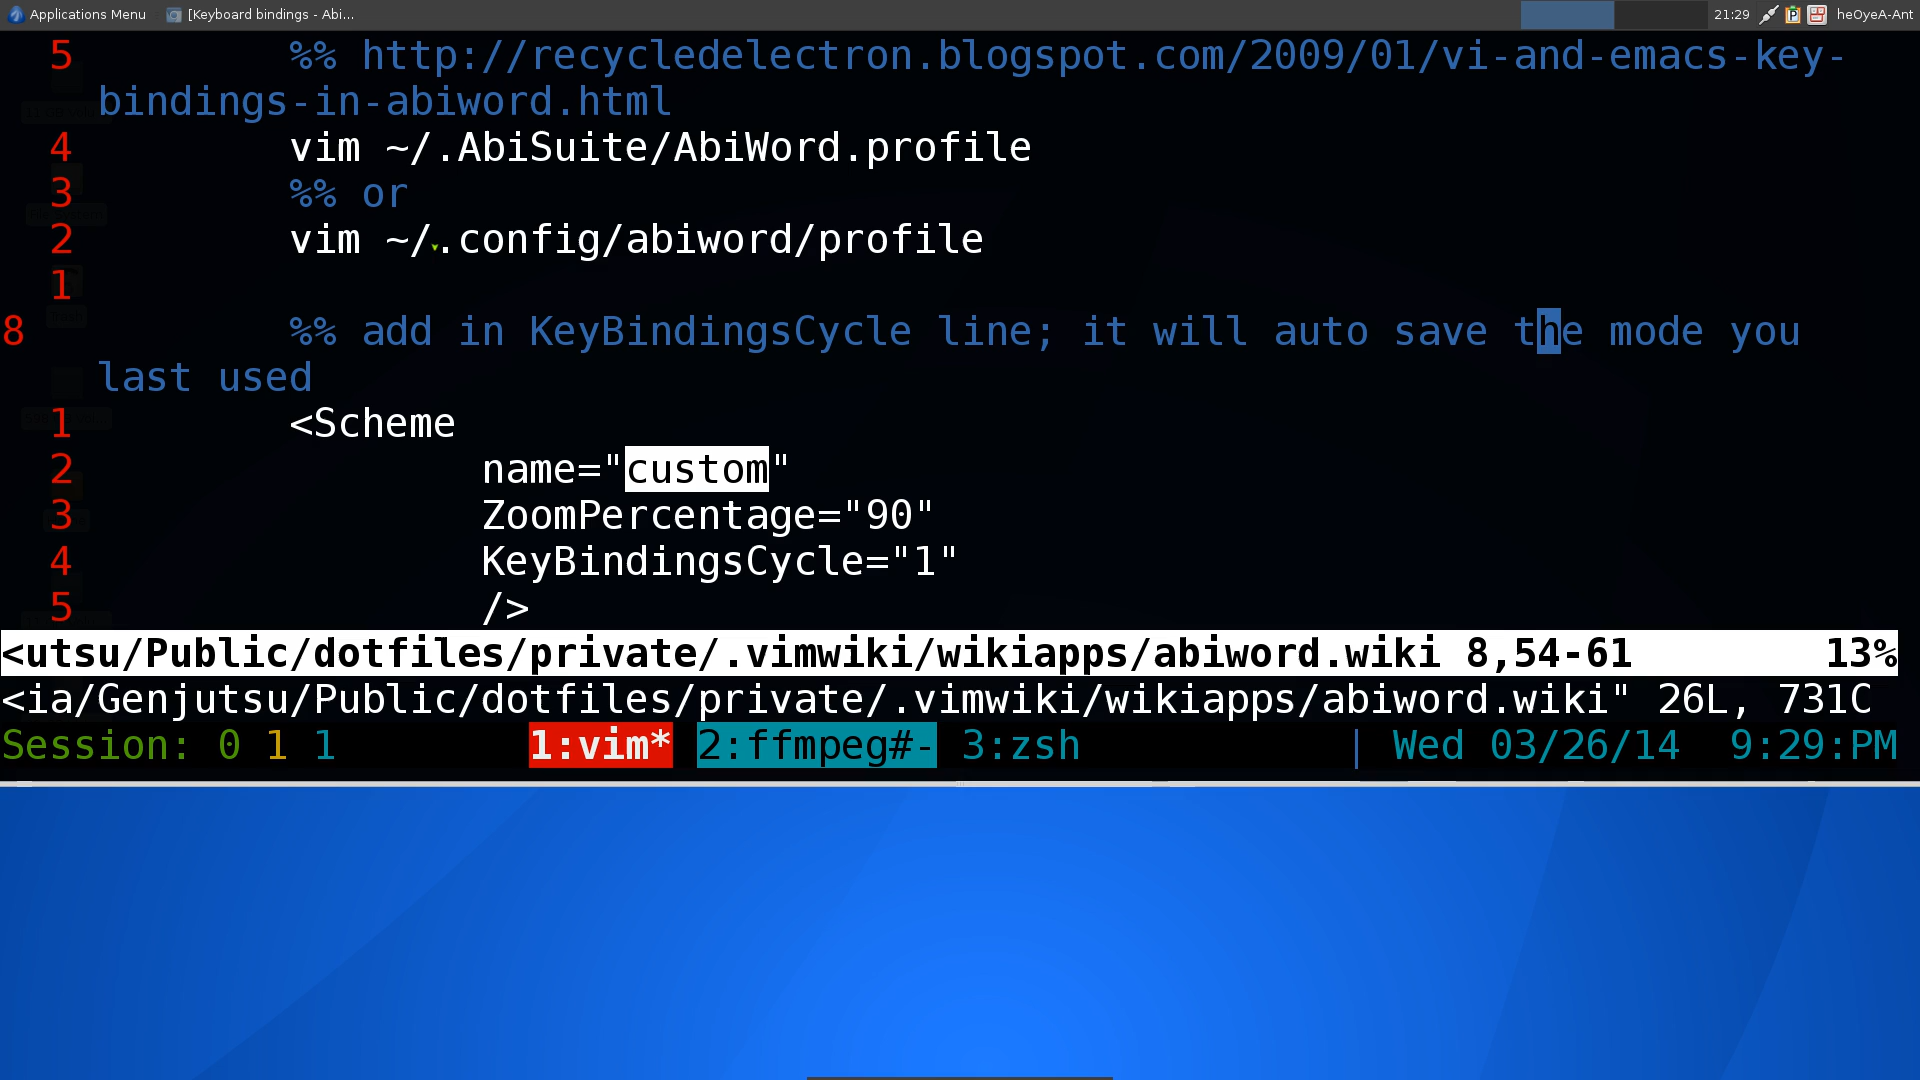 Applications Menu [Keyboard bindings - Abi... 21:29 heOyeA-Ant
5 %% http://recycledelectron.blogspot.com/2009/01/vi-and-emacs-key-
bindings-in-abiword.html
4 vim ~/.AbiSuite/AbiWord.profile
3 %% or
2 vim ~/.config/abiword/profile
1
8 %% add in KeyBindingsCycle line; it will auto save the mode you
last used
1 <Scheme
2 name="custom"
3 ZoomPercentage="90"
4 KeyBindingsCycle="1"
5 />
<utsu/Public/dotfiles/private/.vimwiki/wikiapps/abiword.wiki 8,54-61 13%
<ia/Genjutsu/Public/dotfiles/private/.vimwiki/wikiapps/abiword.wiki" 26L, 731C
Session: 0 1 1 1:vim* 2:ffmpeg#- 3:zsh | Wed 03/26/14 9:29:PM